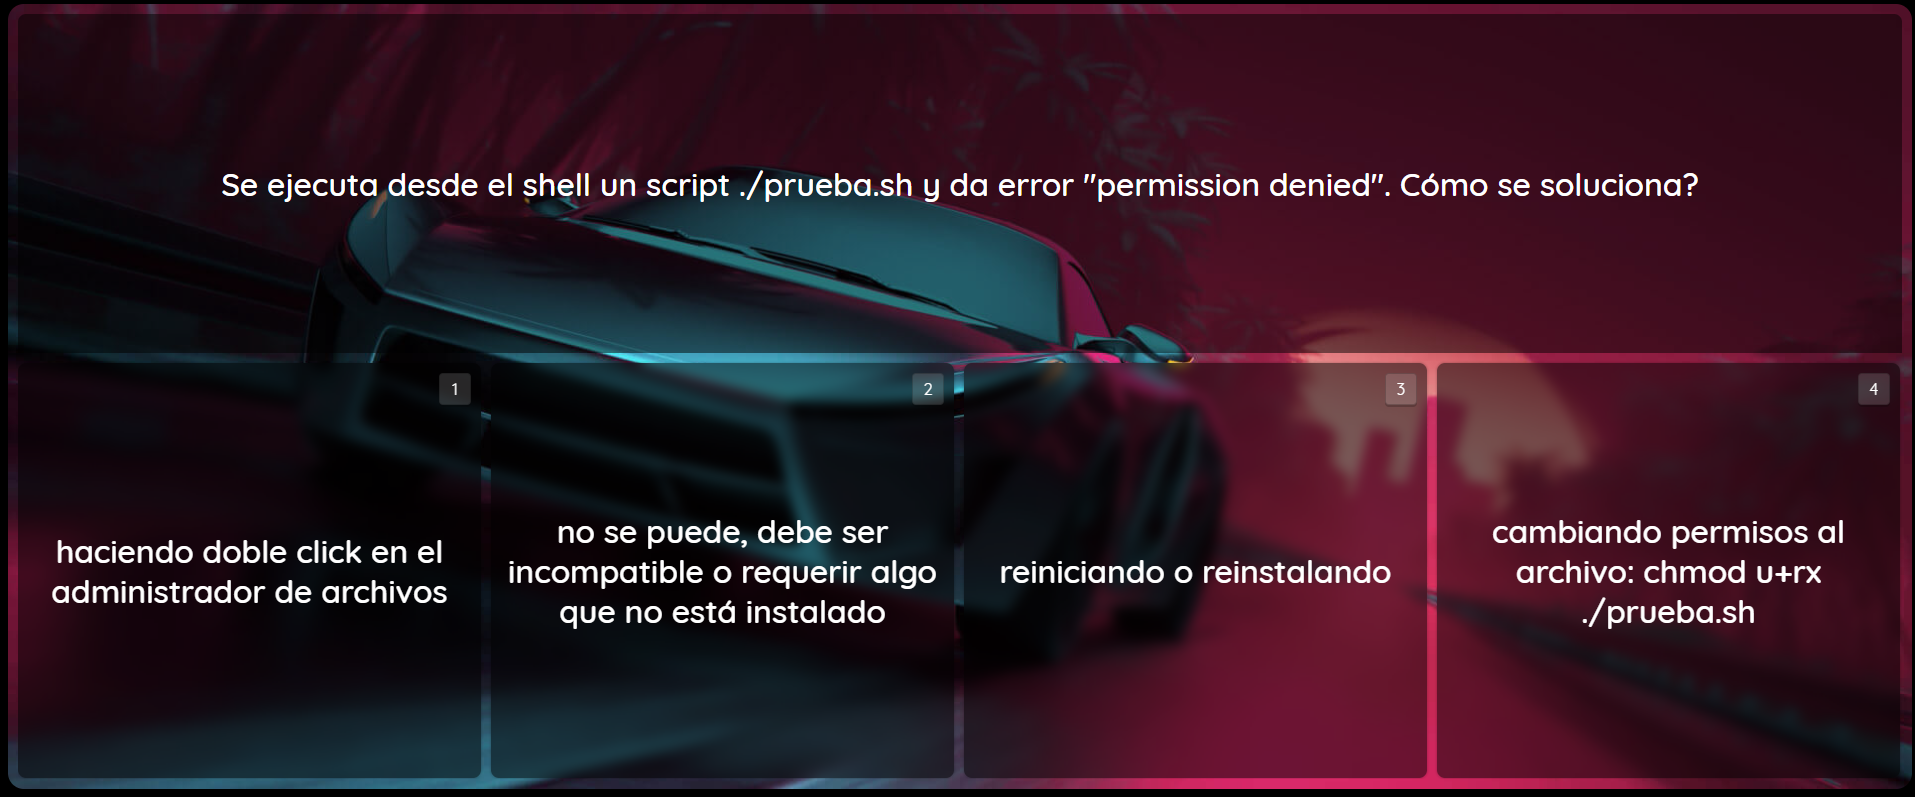 Se ejecuta desde el shell un script ./prueba.sh y da error "permission denied". Cómo se soluciona?
1
haciendo doble click en el
administrador de archivos
2
no se puede, debe ser
incompatible o requerir algo
que no está instalado
3
reiniciando o reinstalando
4
cambiando permisos al
archivo: chmod u+rx
./prueba.sh